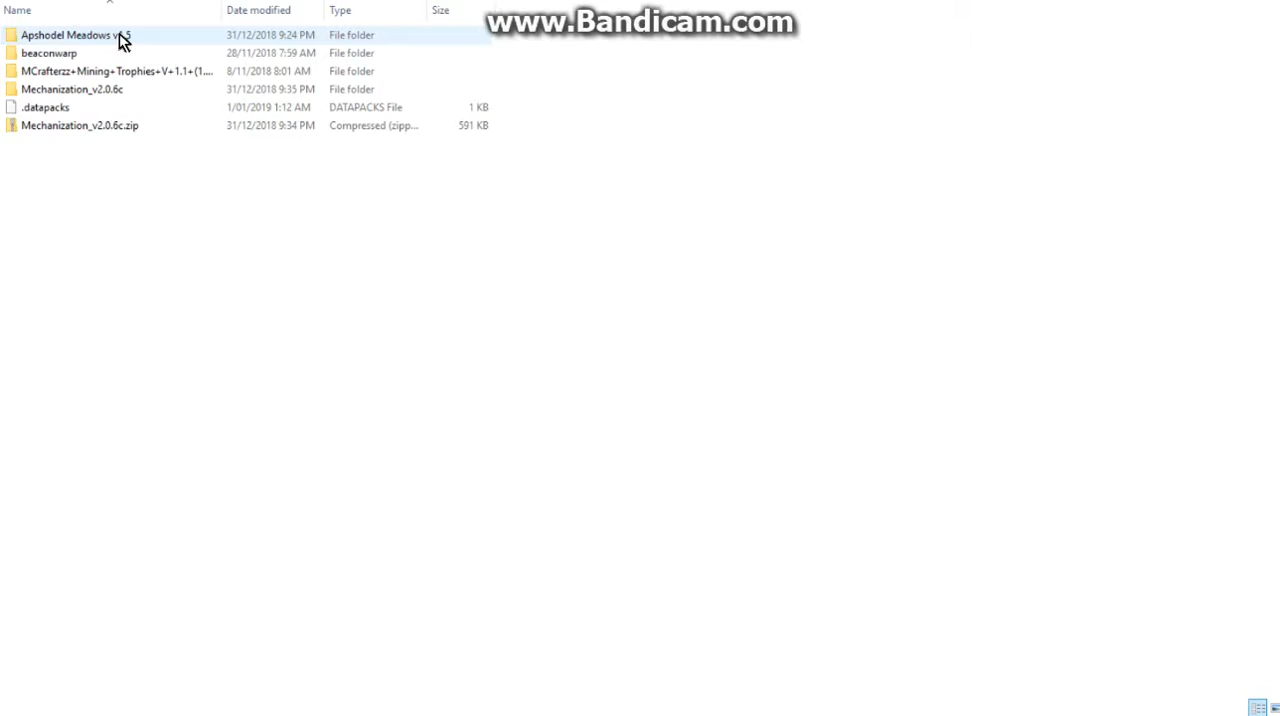 Name Date modified Type Size
www.Bandicam.com
Apshodel Meadows 31/12/2018 9:24 PM File folder
beaconwarp 28/11/2018 7:59 AM File folder
MCrafterzz+Mining+Trophies+V+1.1+(1.... 8/11/2018 8:01 AM File folder
Mechanization_v2.0.6c 31/12/2018 9:35 PM File folder
.datapacks 1/01/2019 1:12 AM DATAPACKS File 1 KB
Mechanization_v2.0.6c.zip 31/12/2018 9:34 PM Compressed (zipp... 591 KB